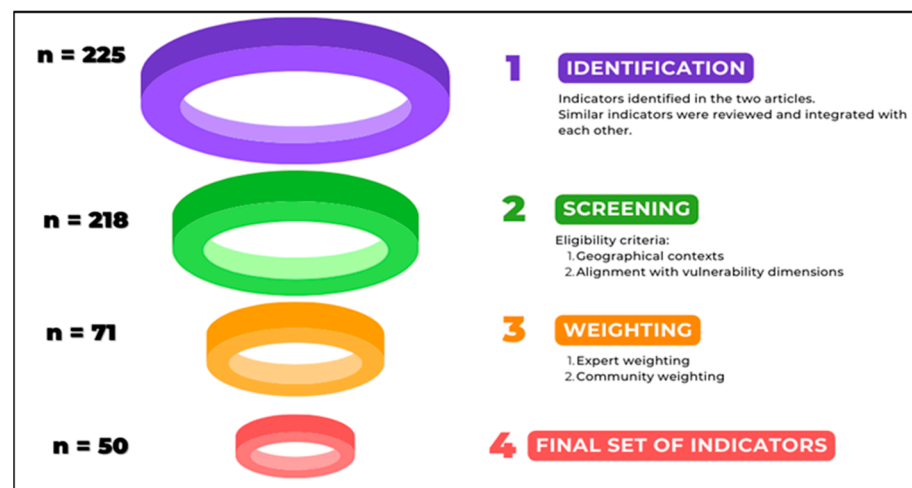 n = 225
1 IDENTIFICATION
Indicators identified in the two articles.
Similar indicators were reviewed and integrated with
each other.
n = 218
2 SCREENING
Eligibility criteria:
1. Geographical contexts
2. Alignment with vulnerability dimensions
n = 71
3 WEIGHTING
1. Expert weighting
2. Community weighting
n = 50
4 FINAL SET OF INDICATORS